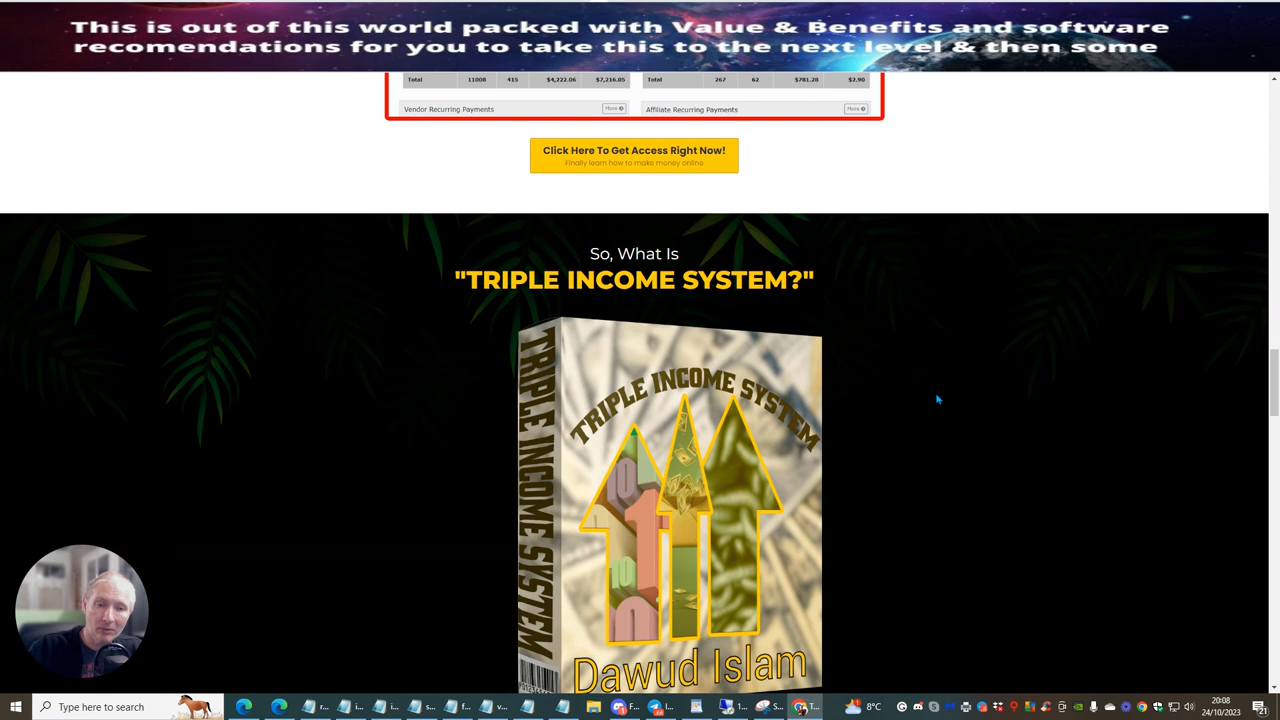 This is out of this world packed with Value & Benefits and software
recomendations for you to take this to the next level & then some
Total 11008 415 $4,222.06 $7,216.05 Total 267 62 $781.28 $2.90
Vendor Recurring Payments More Affiliate Recurring Payments More
Click Here To Get Access Right Now!
Finally learn how to make money online
So, What Is
"TRIPLE INCOME SYSTEM?"
TRIPLE INCOME SYSTEM
TRIPLE INCOME SYSTEM
Dawud Islam
Type here to search
8°C
20:08
24/10/2023